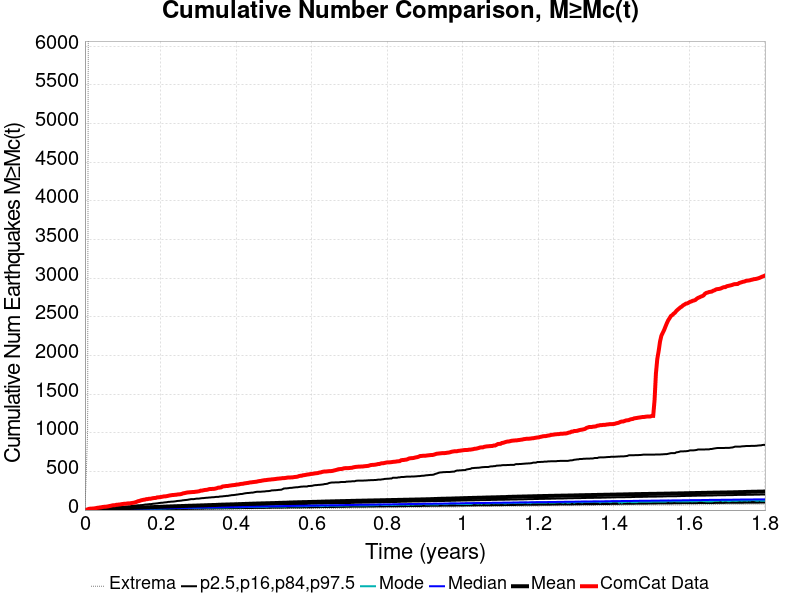 Cumulative Number Comparison, M≥Mc(t)
Cumulative Num Earthquakes M≥Mc(t)
6000
5500
5000
4500
4000
3500
3000
2500
2000
1500
1000
500
0
0 0.2 0.4 0.6 0.8 1 1.2 1.4 1.6 1.8
Time (years)
Extrema p2.5,p16,p84,p97.5 Mode Median Mean ComCat Data